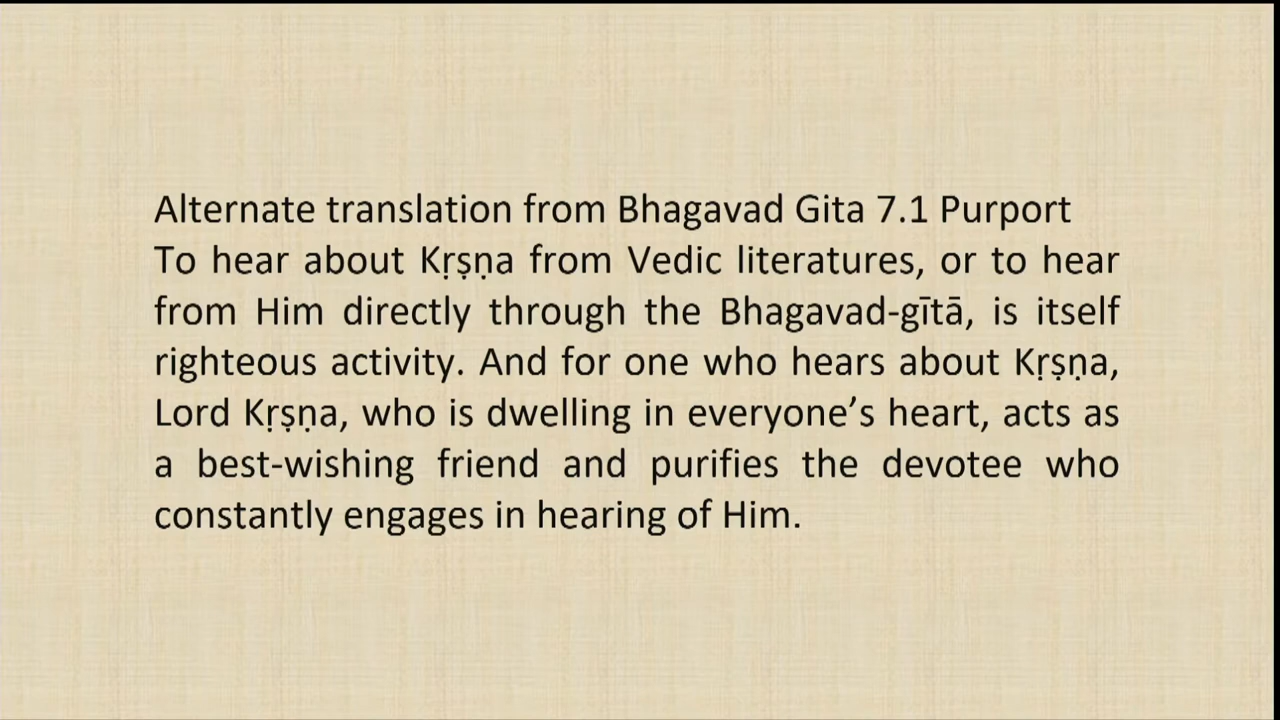 Alternate translation from Bhagavad Gita 7.1 Purport
To hear about Kṛṣṇa from Vedic literatures, or to hear
from Him directly through the Bhagavad-gītā, is itself
righteous activity. And for one who hears about Kṛṣṇa,
Lord Kṛṣṇa, who is dwelling in everyone’s heart, acts as
a best-wishing friend and purifies the devotee who
constantly engages in hearing of Him.